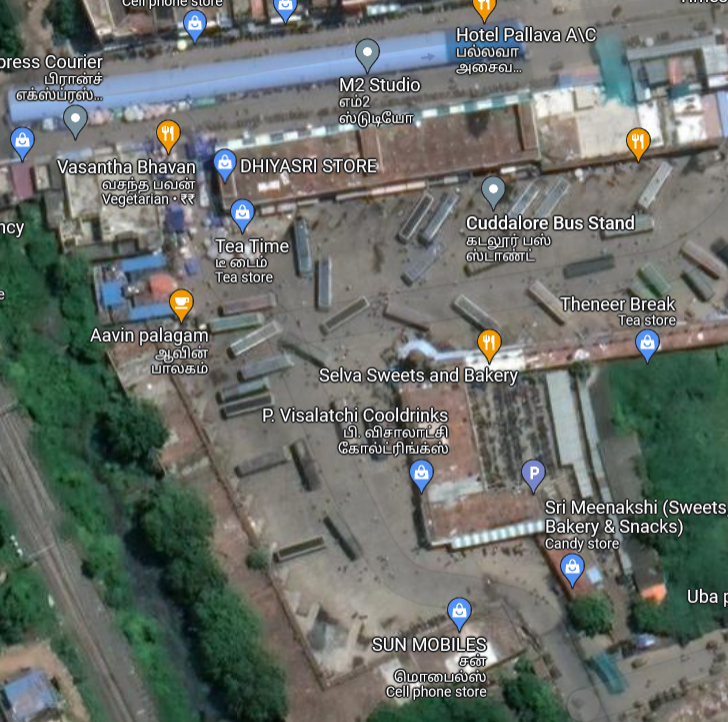 Cell phone store
Hotel Pallava A\C
பல்லவா
அசைவ...
press Courier
பிரான்ச்
எக்ஸ்ப்ரஸ்...
M2 Studio
எம்2
ஸ்டுடியோ
Vasantha Bhavan
வசந்த பவன்
Vegetarian • ₹₹
DHIYASRI STORE
Cuddalore Bus Stand
கடலூர் பஸ்
ஸ்டாண்ட்
ncy
Tea Time
டீ டைம்
Tea store
Theneer Break
Tea store
Aavin palagam
ஆவின
பாலகம்
Selva Sweets and Bakery
P. Visalatchi Cooldrinks
பி. விசாலாட்சி
கோல்ட்ரிங்க்ஸ்
P
Sri Meenakshi (Sweets
Bakery & Snacks)
Candy store
Uba p
SUN MOBILES
சன்
மொபைல்ஸ்
Cell phone store